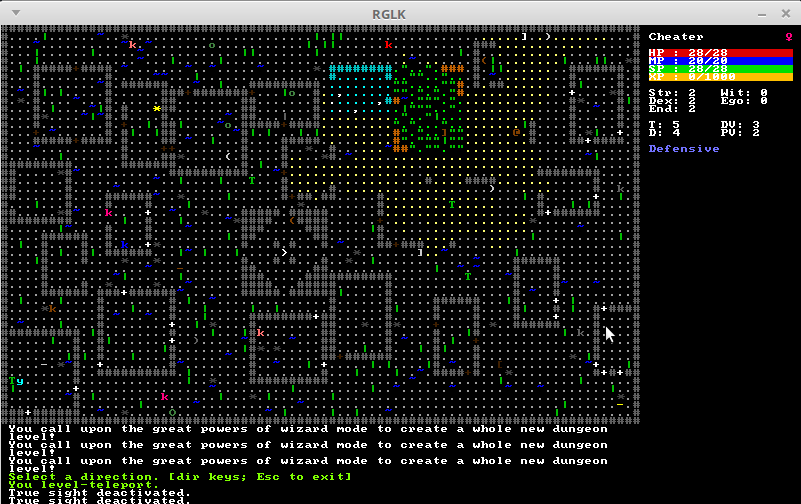 RGLK
Cheater ♀
HP : 28/28
MP : 20/20
SP : 28/28
XP : 0/1000
Str: 2 Wit: 0
Dex: 2 Ego: 0
End: 2
T: 5 DV: 3
D: 4 PV: 2
Defensive
You call upon the great powers of wizard mode to create a whole new dungeon
level!
You call upon the great powers of wizard mode to create a whole new dungeon
level!
You call upon the great powers of wizard mode to create a whole new dungeon
level!
Select a direction. [dir keys; Esc to exit]
You level-teleport.
True sight deactivated.
True sight deactivated.